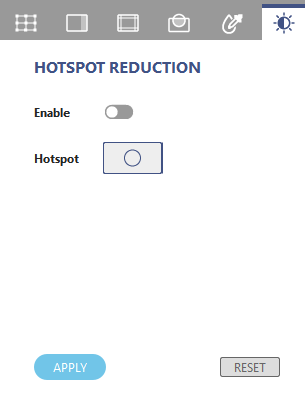 HOTSPOT REDUCTION
Enable
Hotspot
APPLY
RESET